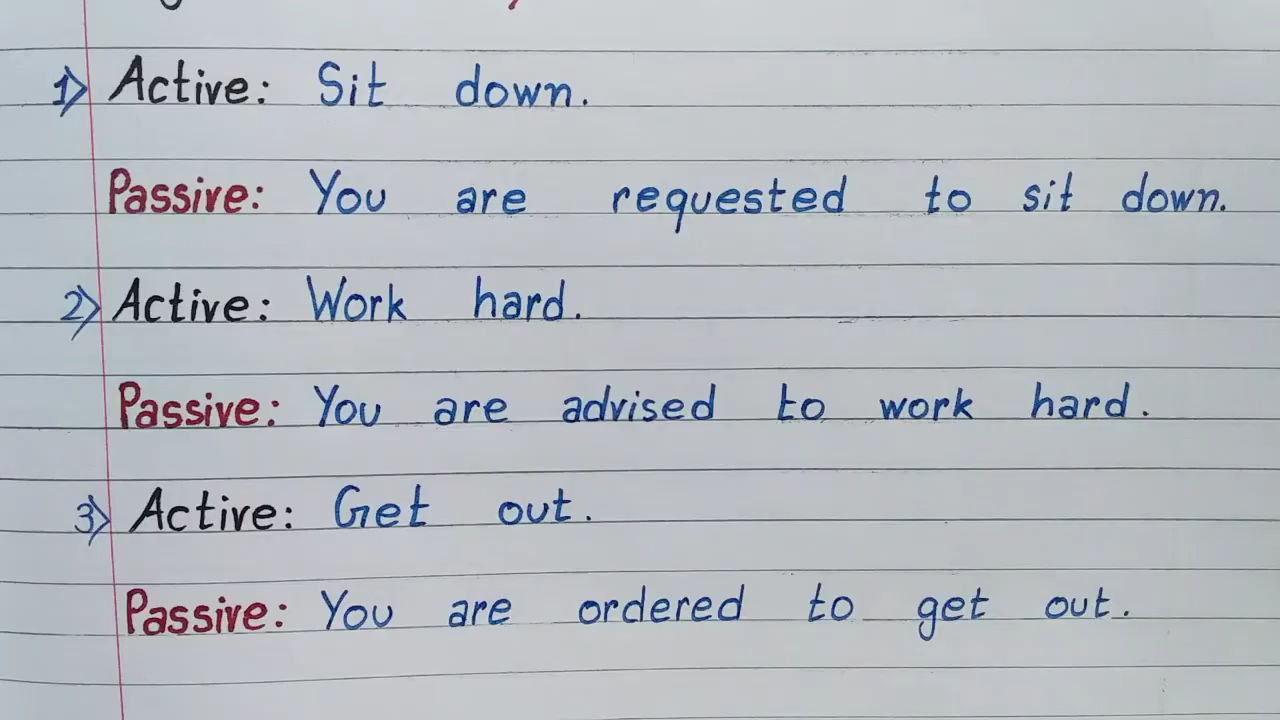 1) Active: Sit down.
Passive: You are requested to sit down.
2) Active: Work hard.
Passive: You are advised to work hard.
3) Active: Get out.
Passive: You are ordered to get out.